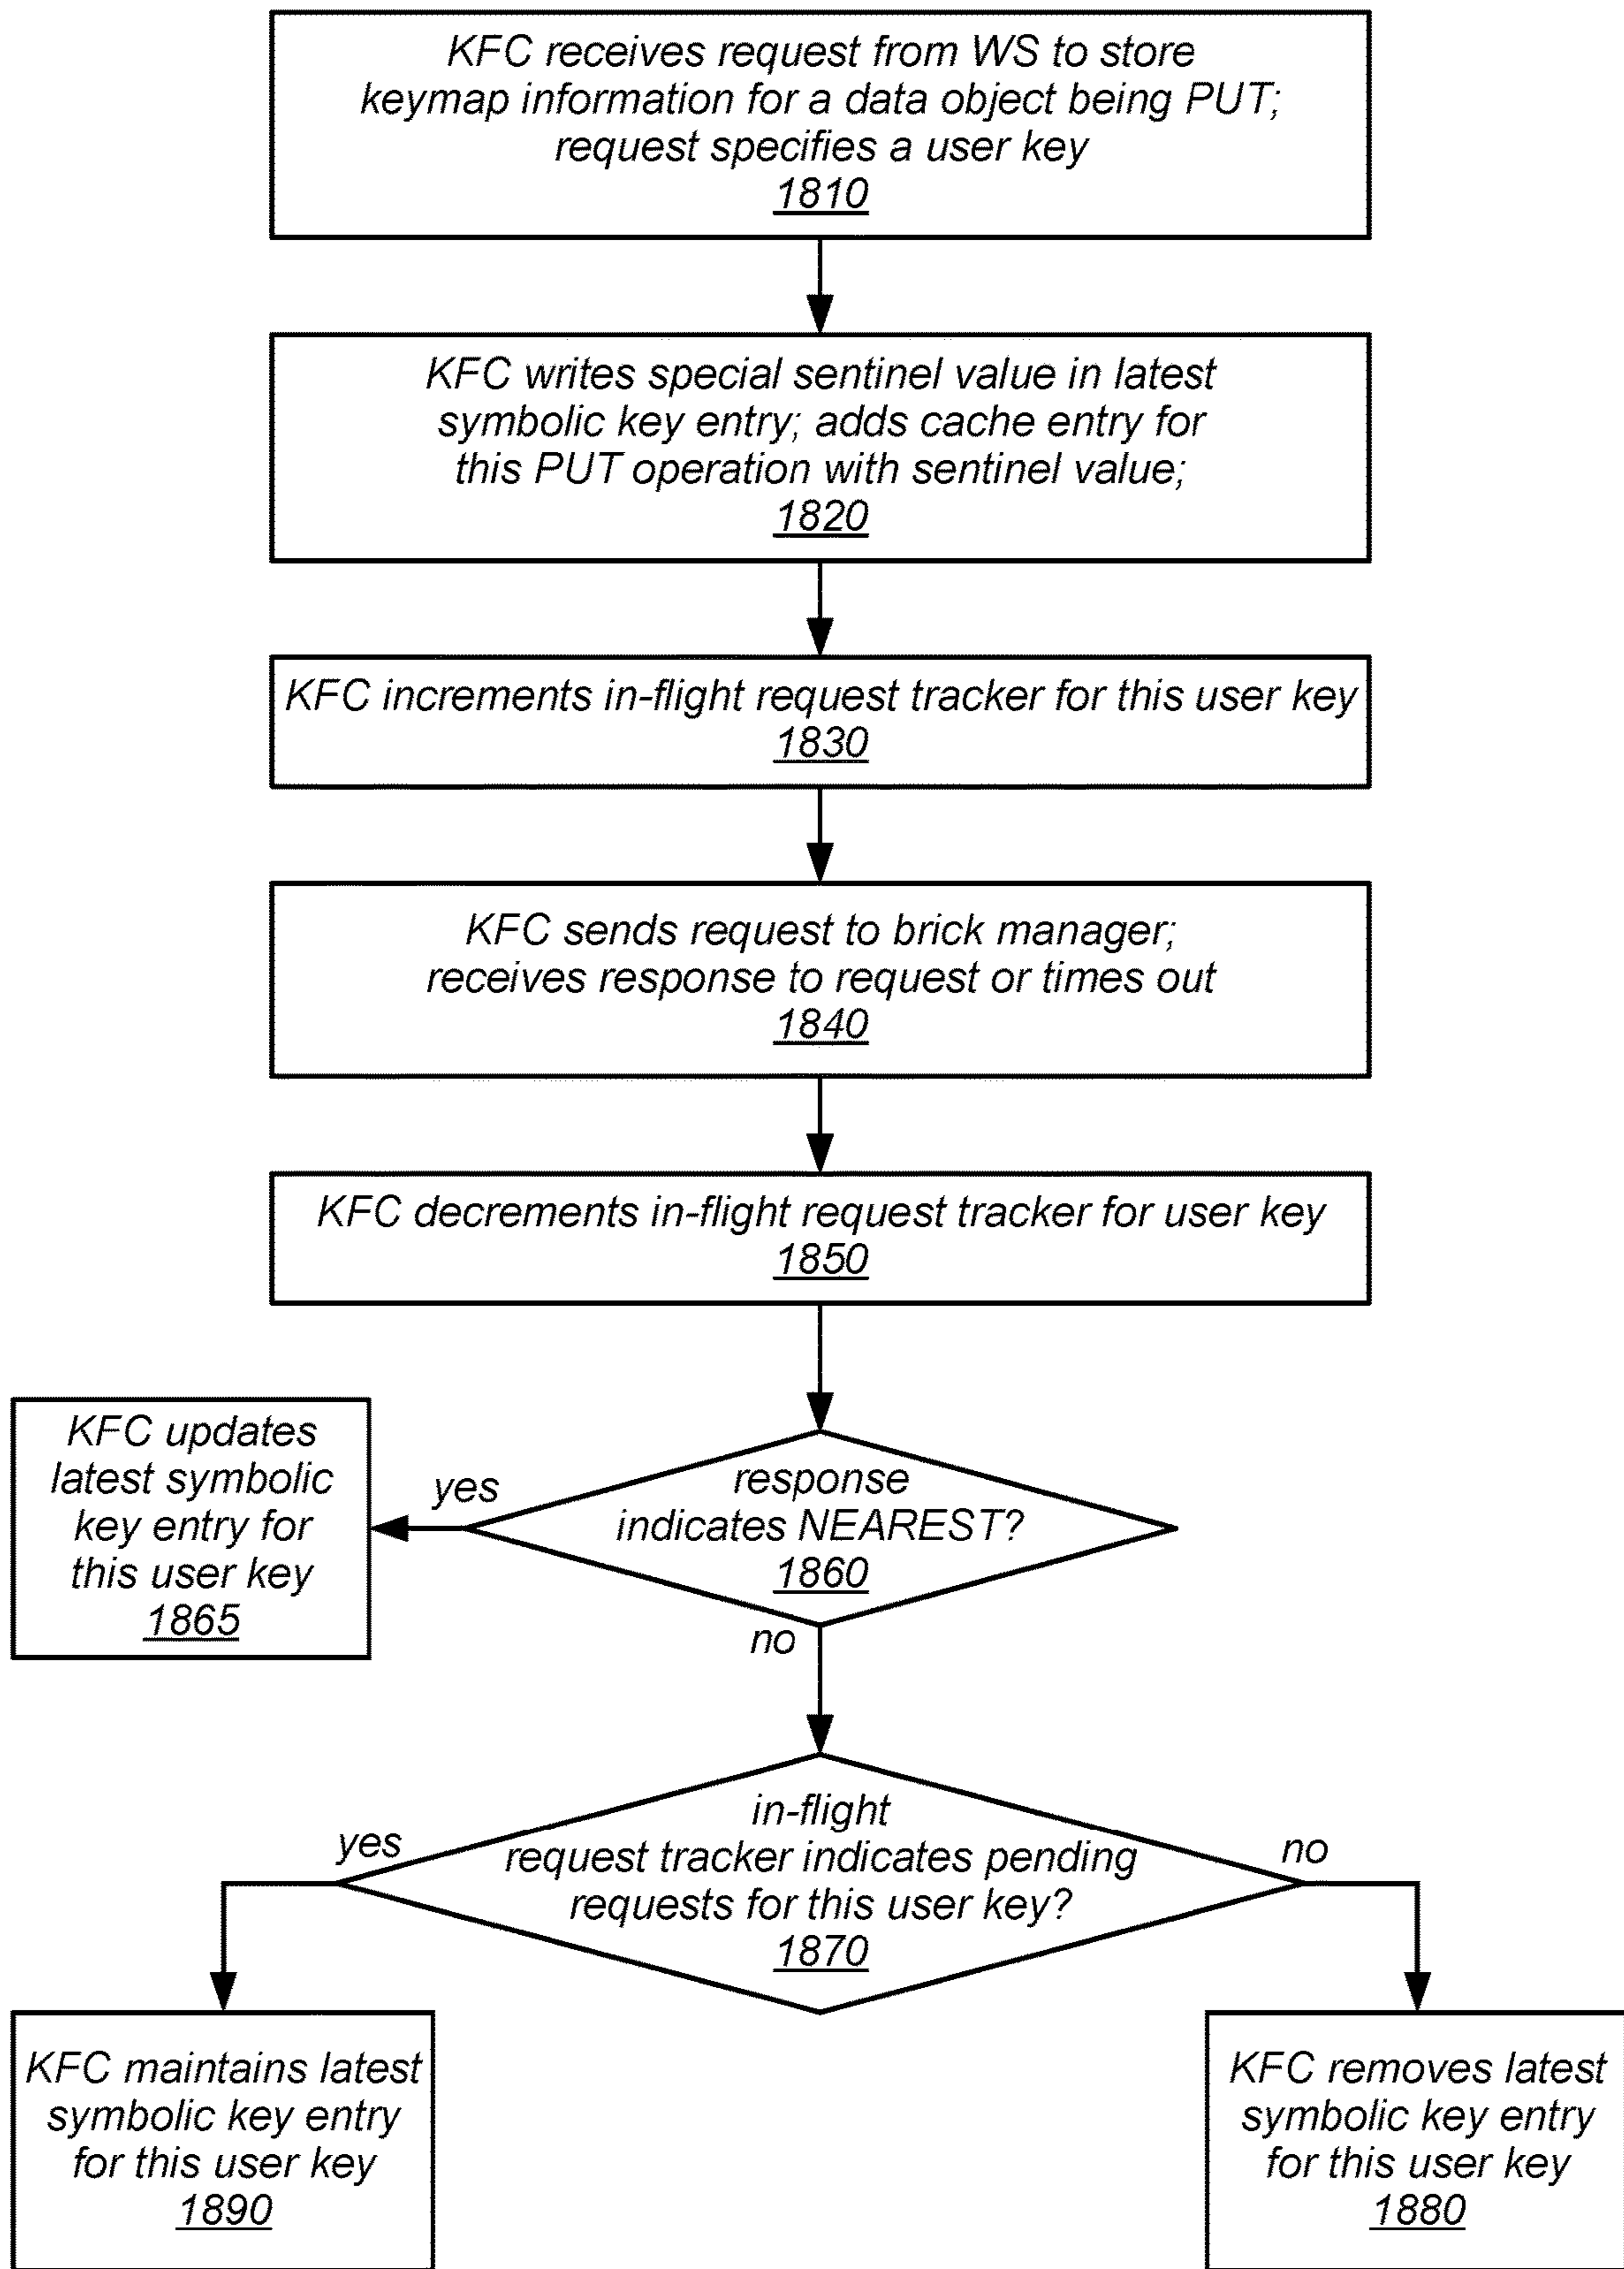 KFC receives request from WS to store
keymap information for a data object being PUT;
request specifies a user key
1810
KFC writes special sentinel value in latest
symbolic key entry; adds cache entry for
this PUT operation with sentinel value;
1820
KFC increments in-flight request tracker for this user key
1830
KFC sends request to brick manager;
receives response to request or times out
1840
KFC decrements in-flight request tracker for user key
1850
response
indicates NEAREST?
1860
yes
KFC updates
latest symbolic
key entry for
this user key
1865
no
in-flight
request tracker indicates pending
requests for this user key?
1870
yes
no
KFC maintains latest
symbolic key entry
for this user key
1890
KFC removes latest
symbolic key entry
for this user key
1880